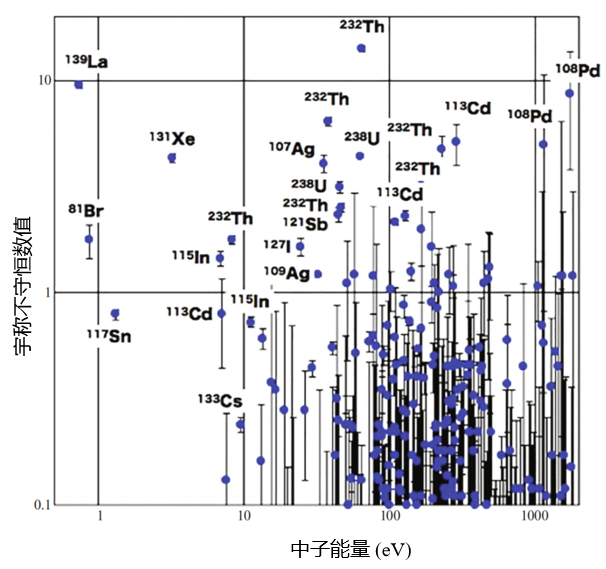 232Th
139La
108Pd
10
232Th
113Cd
131Xe
107Ag
238U
232Th
108Pd
232Th
238U
113Cd
81Br
232Th
232Th
121Sb
127I
115In
109Ag
1
115In
113Cd
117Sn
133Cs
0.1
1
10
100
1000
宇称不守恒数值
中子能量 (eV)